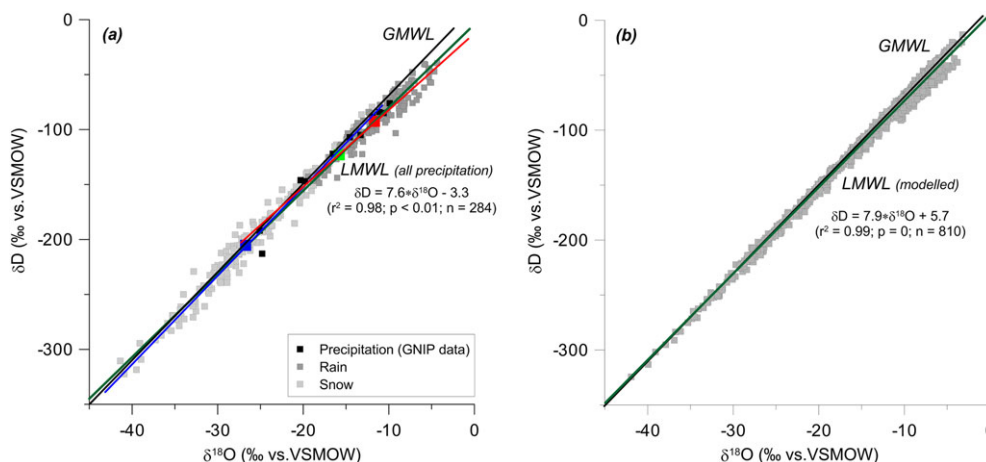 (a)
GMWL
0
-100
-200
-300
δD (‰ vs.VSMOW)
LMWL (all precipitation)
δD = 7.6*δ¹⁸O - 3.3
(r² = 0.98; p < 0.01; n = 284)
Precipitation (GNIP data)
Rain
Snow
-40 -30 -20 -10 0
δ¹⁸O (‰ vs.VSMOW)
(b)
GMWL
0
-100
-200
-300
δD (‰ vs.VSMOW)
LMWL (modelled)
δD = 7.9*δ¹⁸O + 5.7
(r² = 0.99; p = 0; n = 810)
-40 -30 -20 -10 0
δ¹⁸O (‰ vs.VSMOW)